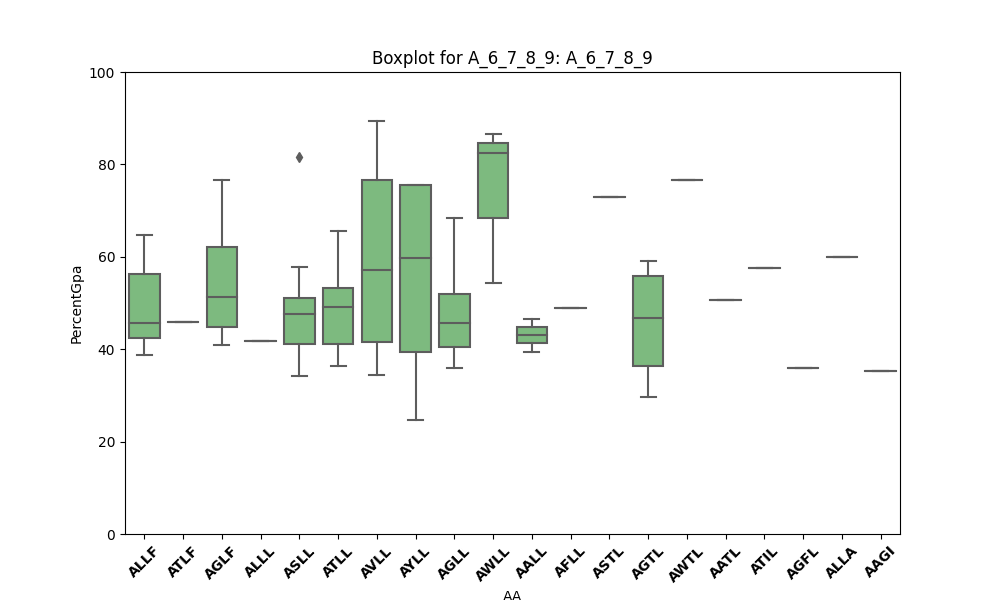 Boxplot for A_6_7_8_9: A_6_7_8_9
PercentGpa
100
80
60
40
20
0
ALLF ATLF AGLF ALLL ASLL ATLL AVLL AYLL AGLL AWLL AALL AFLL ASTL AGTL AWTL AATL ATIL AGFL ALLA AAGI
AA